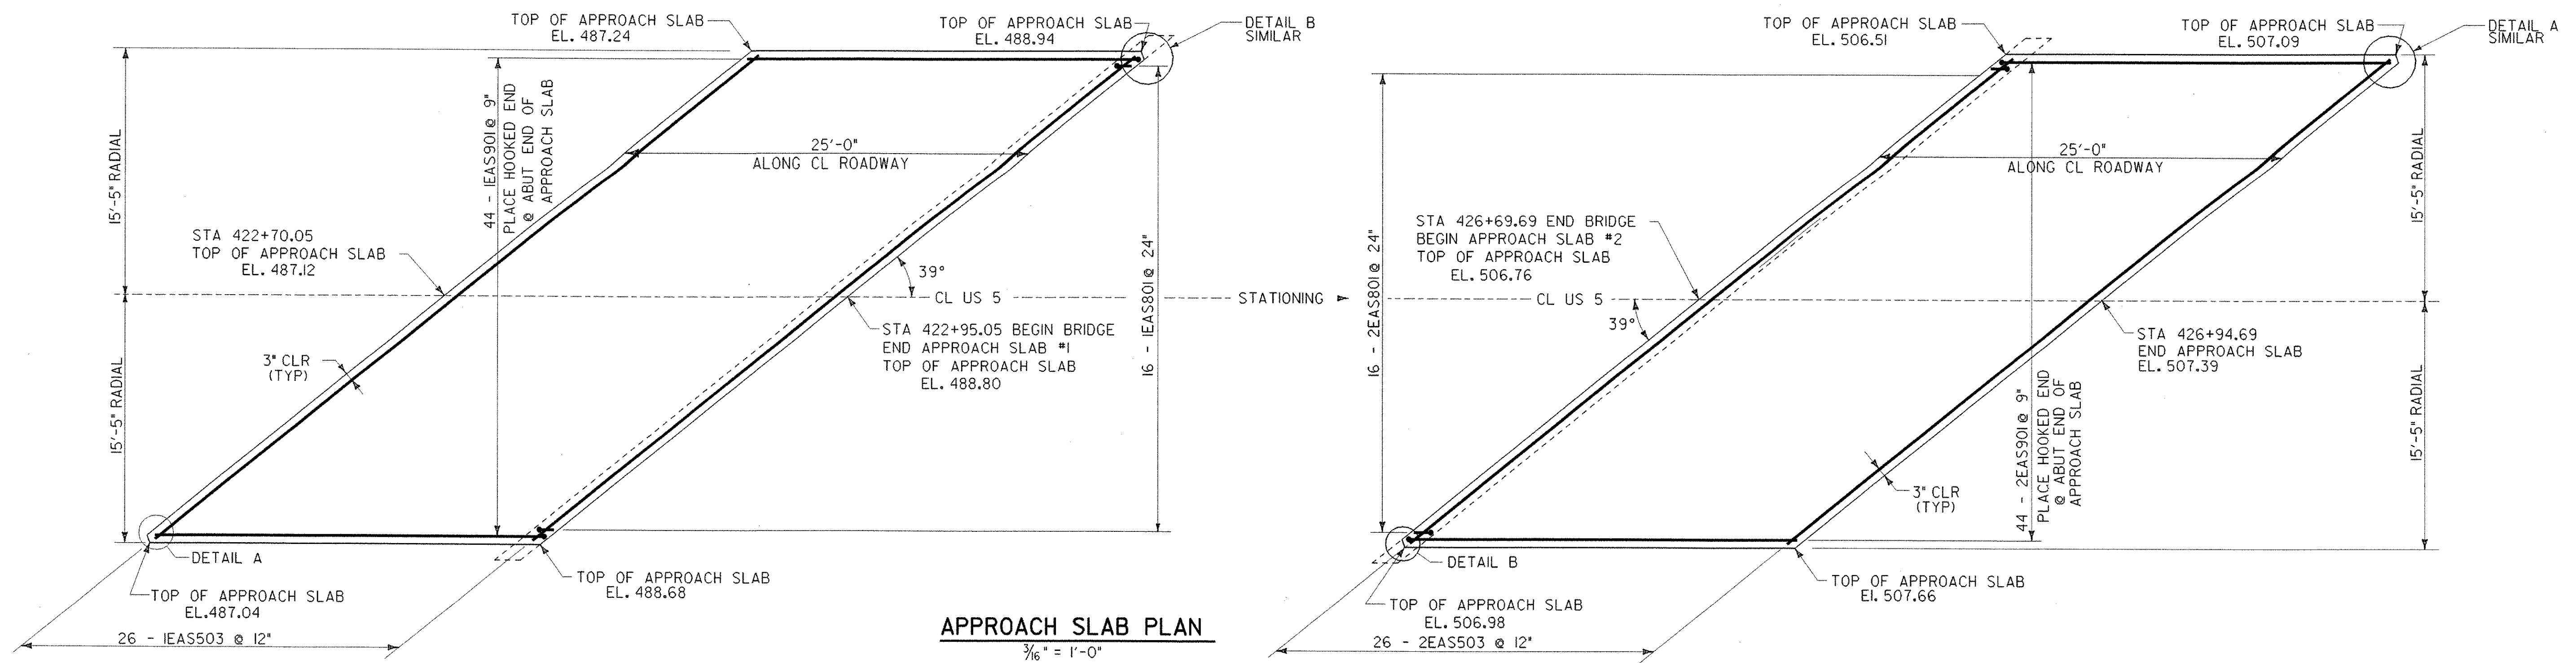 TOP OF APPROACH SLAB
EL. 487.24
TOP OF APPROACH SLAB
EL. 488.94
DETAIL B
SIMILAR
15'-5" RADIAL
15'-5" RADIAL
44 - 1EAS901 @ 9"
PLACE HOOKED END
@ ABUT END OF
APPROACH SLAB
25'-0"
ALONG CL ROADWAY
STA 422+70.05
TOP OF APPROACH SLAB
EL. 487.12
39°
CL US 5
16 - 1EAS801 @ 24"
STA 422+95.05 BEGIN BRIDGE
END APPROACH SLAB #1
TOP OF APPROACH SLAB
EL. 488.80
3" CLR
(TYP)
DETAIL A
TOP OF APPROACH SLAB
EL. 487.04
TOP OF APPROACH SLAB
EL. 488.68
26 - 1EAS503 @ 12"
APPROACH SLAB PLAN
3/16" = 1'-0"
STATIONING
TOP OF APPROACH SLAB
EL. 506.51
TOP OF APPROACH SLAB
EL. 507.09
DETAIL A
SIMILAR
25'-0"
ALONG CL ROADWAY
16 - 2EAS801 @ 24"
STA 426+69.69 END BRIDGE
BEGIN APPROACH SLAB #2
TOP OF APPROACH SLAB
EL. 506.76
CL US 5
39°
15'-5" RADIAL
15'-5" RADIAL
STA 426+94.69
END APPROACH SLAB
EL. 507.39
44 - 2EAS901 @ 9"
PLACE HOOKED END
@ ABUT END OF
APPROACH SLAB
3" CLR
(TYP)
DETAIL B
TOP OF APPROACH SLAB
EL. 506.98
TOP OF APPROACH SLAB
El. 507.66
26 - 2EAS503 @ 12"